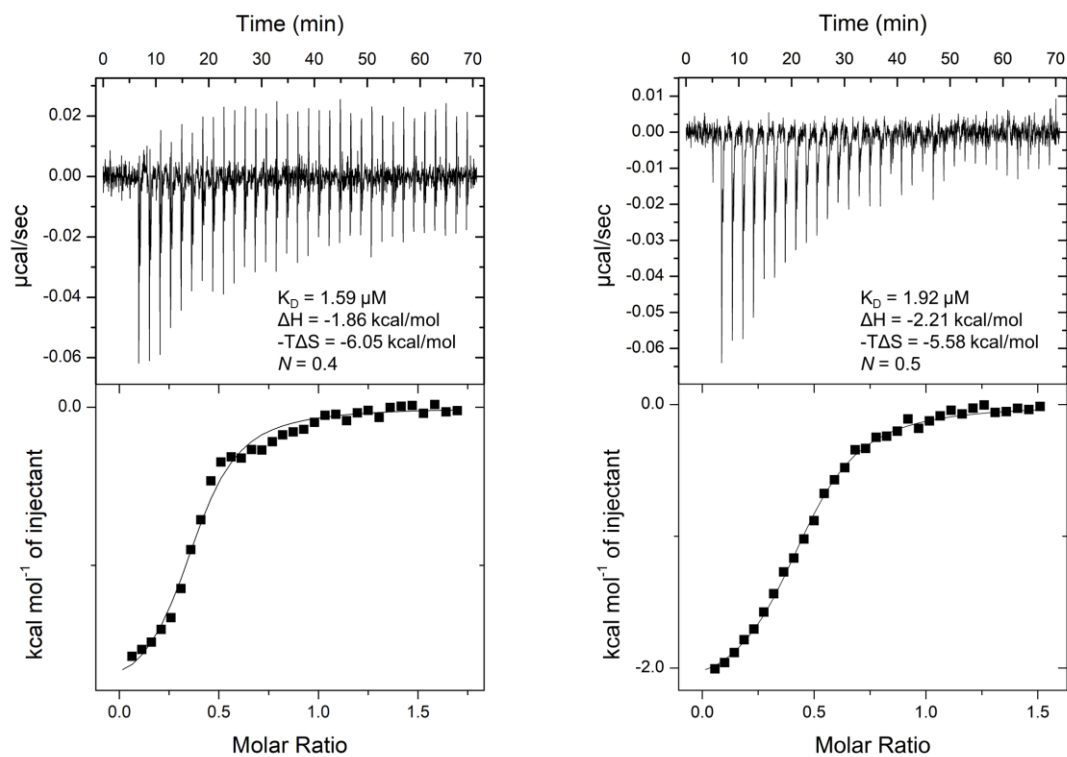 Time (min)
0 10 20 30 40 50 60 70
0.02
0.00
-0.02
-0.04
-0.06
µcal/sec
K_D = 1.59 µM
ΔH = -1.86 kcal/mol
-TΔS = -6.05 kcal/mol
N = 0.4
0.0
kcal mol⁻¹ of injectant
0.0 0.5 1.0 1.5
Molar Ratio
Time (min)
0 10 20 30 40 50 60 70
0.01
0.00
-0.01
-0.02
-0.03
-0.04
-0.05
-0.06
µcal/sec
K_D = 1.92 µM
ΔH = -2.21 kcal/mol
-TΔS = -5.58 kcal/mol
N = 0.5
0.0
-2.0
kcal mol⁻¹ of injectant
0.0 0.5 1.0 1.5
Molar Ratio